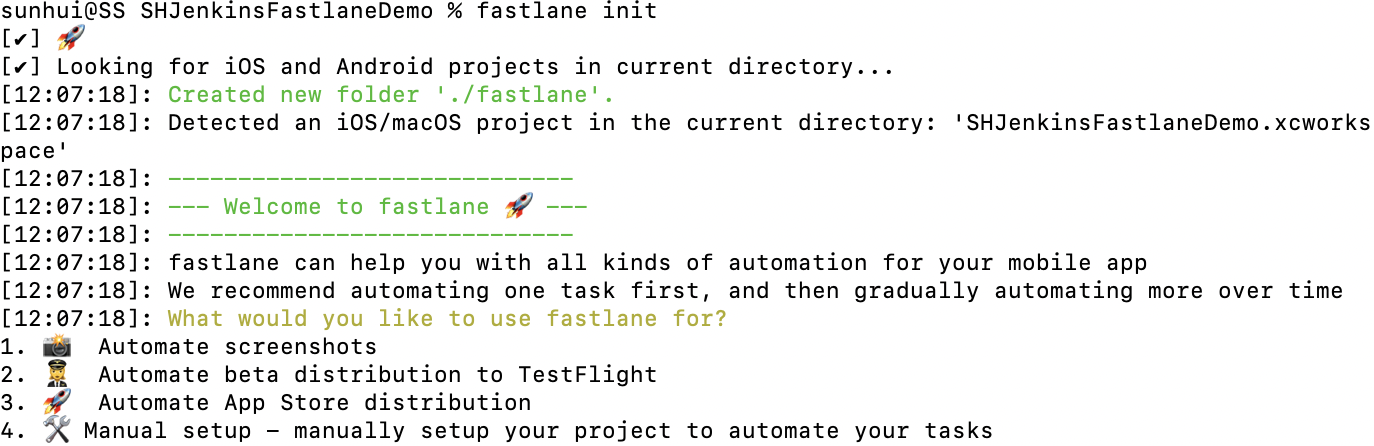 sunhui@SS SHJenkinsFastlaneDemo % fastlane init
[✔] 🚀
[✔] Looking for iOS and Android projects in current directory...
[12:07:18]: Created new folder './fastlane'.
[12:07:18]: Detected an iOS/macOS project in the current directory: 'SHJenkinsFastlaneDemo.xcworks
pace'
[12:07:18]: -----------------------------
[12:07:18]: --- Welcome to fastlane 🚀 ---
[12:07:18]: -----------------------------
[12:07:18]: fastlane can help you with all kinds of automation for your mobile app
[12:07:18]: We recommend automating one task first, and then gradually automating more over time
[12:07:18]: What would you like to use fastlane for?
1. 📸  Automate screenshots
2. 👩‍✈️  Automate beta distribution to TestFlight
3. 🚀  Automate App Store distribution
4. 🛠 Manual setup - manually setup your project to automate your tasks